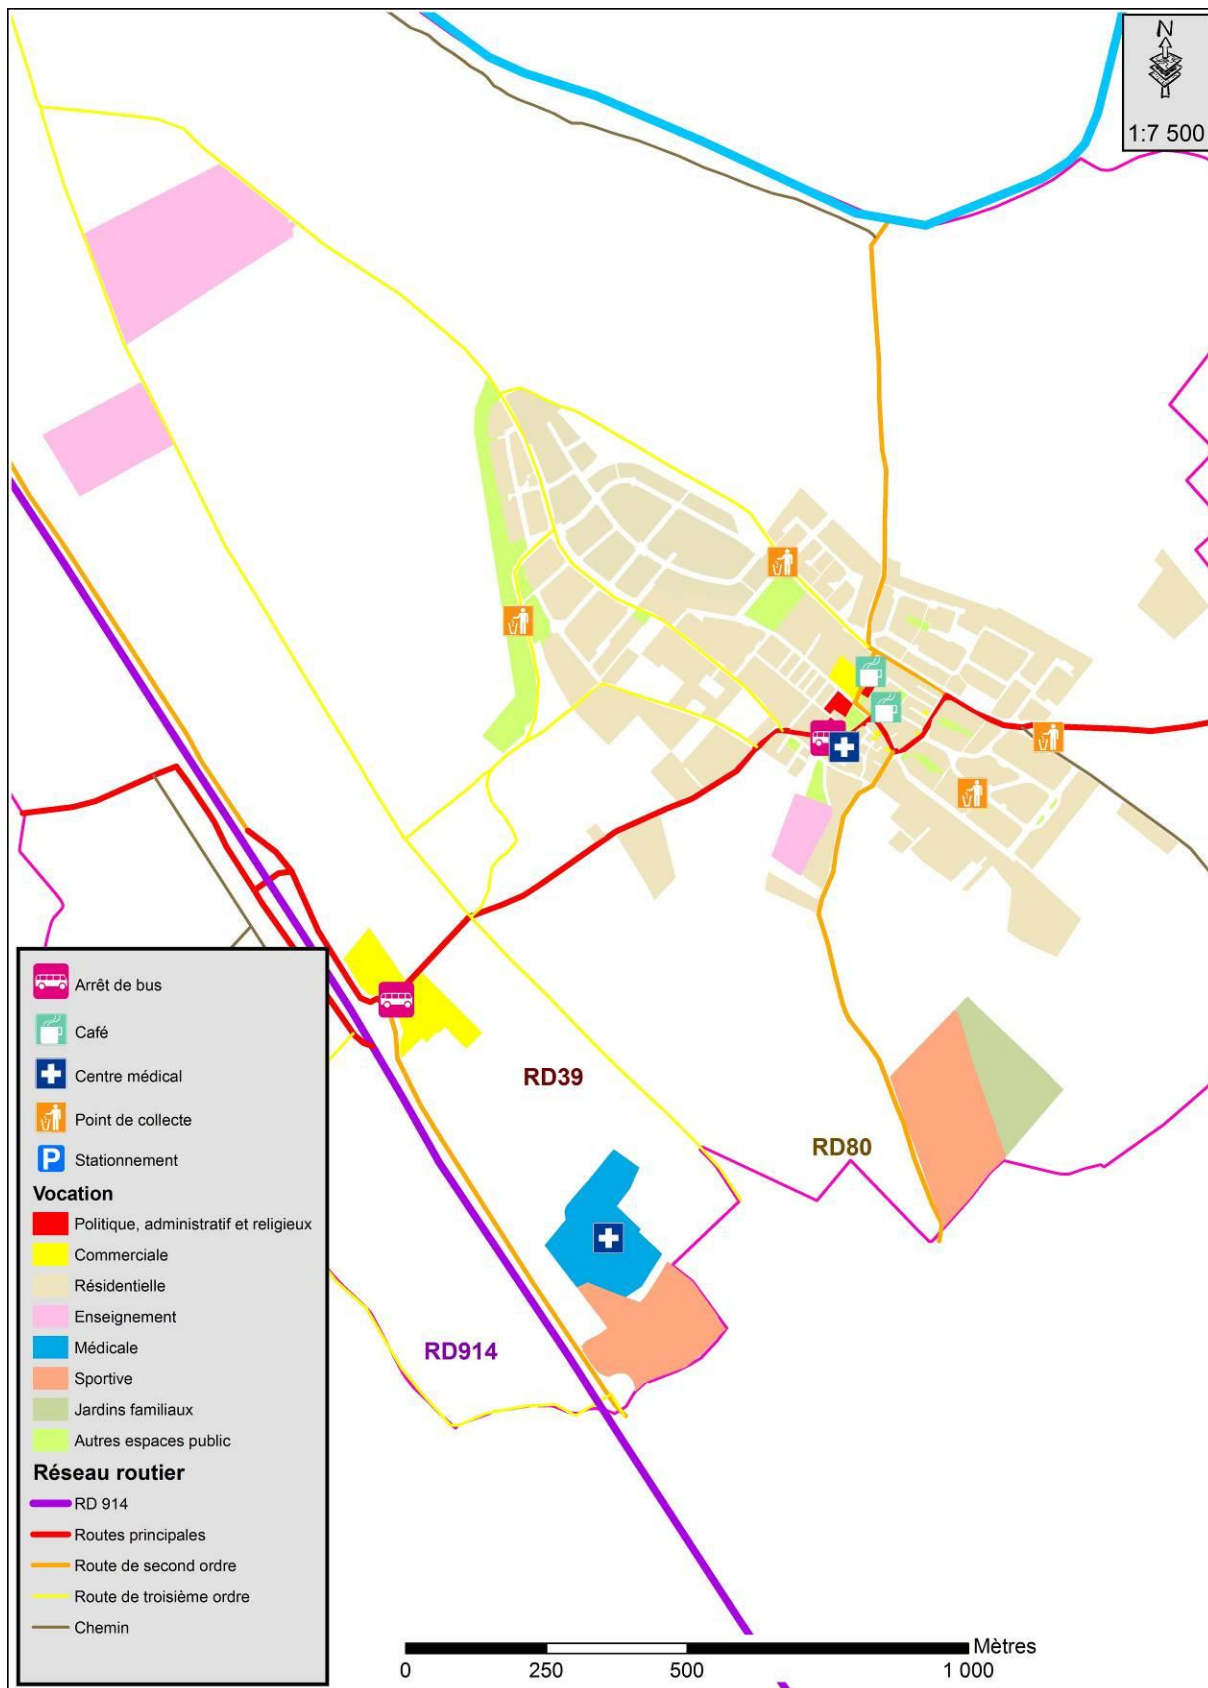 N
1:7 500
RD39
RD80
RD914
Arrêt de bus
Café
Centre médical
Point de collecte
P Stationnement
Vocation
Politique, administratif et religieux
Commerciale
Résidentielle
Enseignement
Médicale
Sportive
Jardins familiaux
Autres espaces public
Réseau routier
RD 914
Routes principales
Route de second ordre
Route de troisième ordre
Chemin
Mètres
0 250 500 1 000